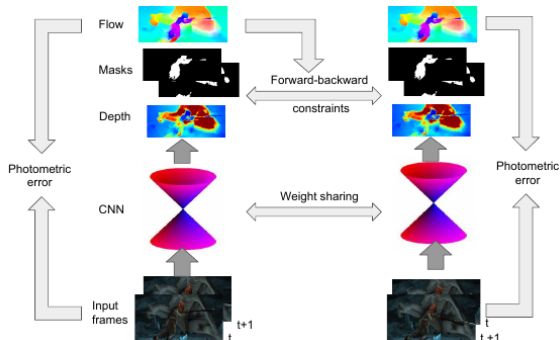 Flow
Masks
Forward-backward
constraints
Depth
Photometric
error
Photometric
error
CNN
Weight sharing
Input
frames
t+1
t
t
t+1